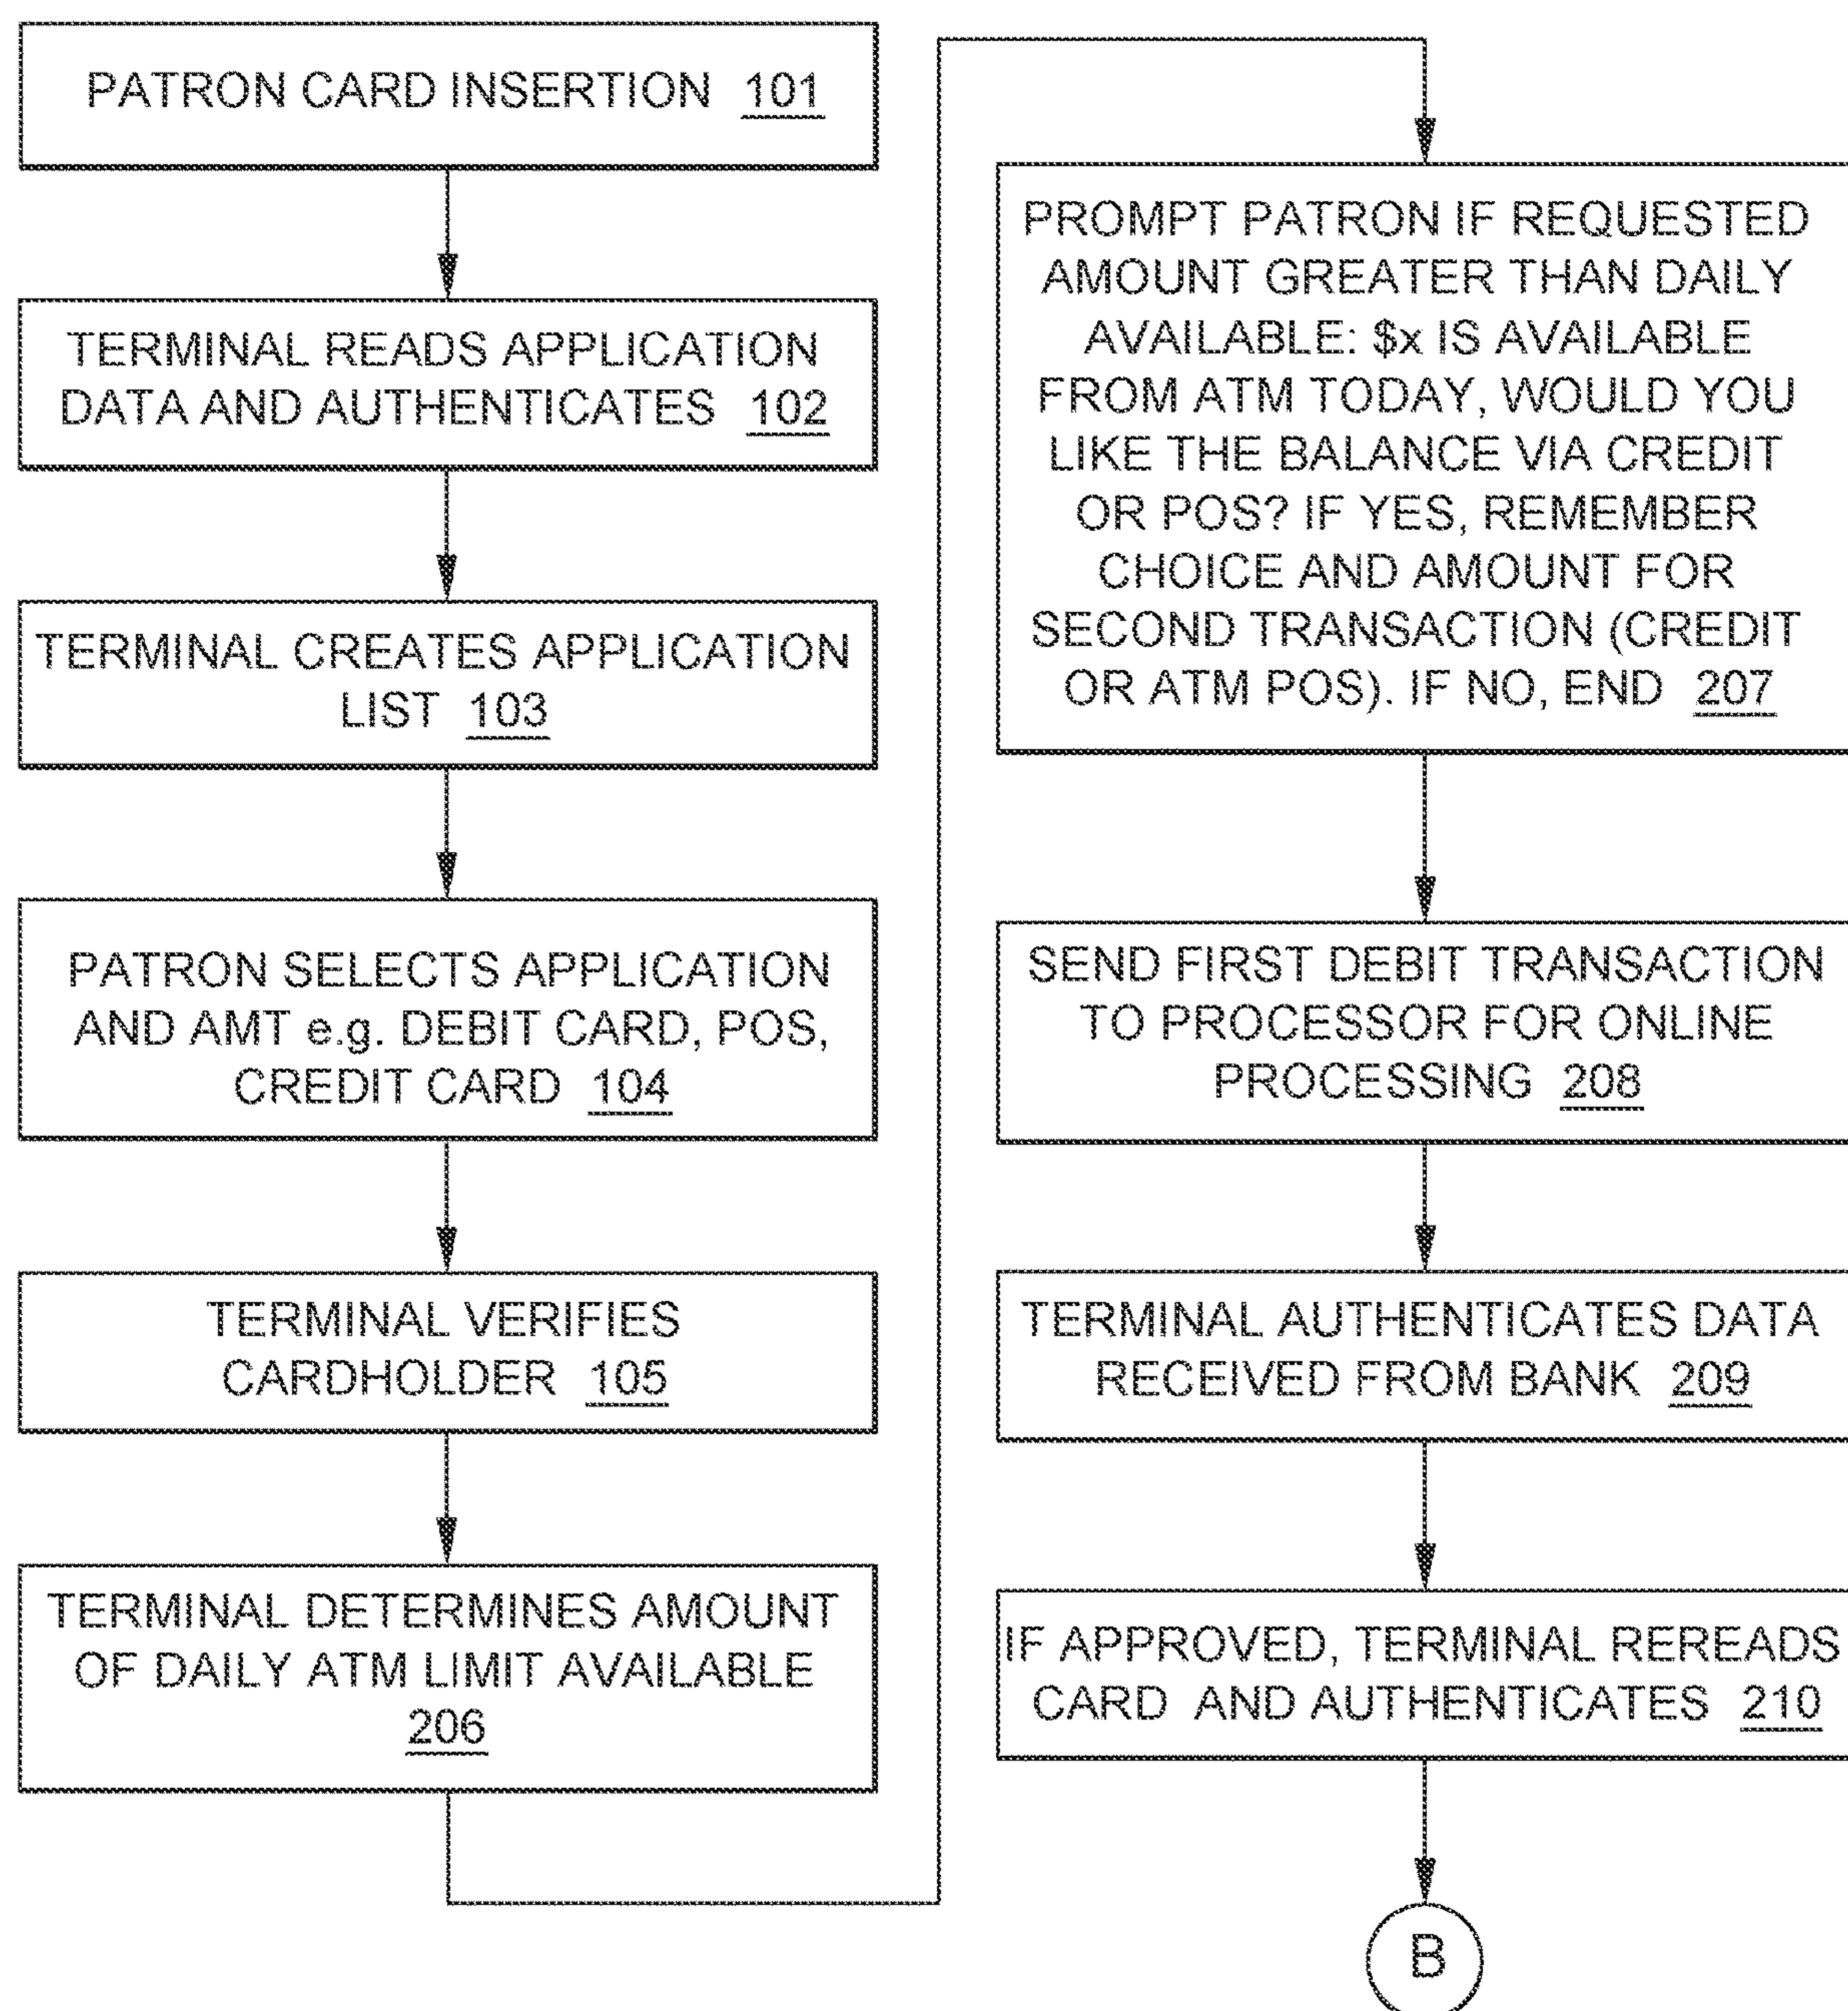 PATRON CARD INSERTION 101
TERMINAL READS APPLICATION
DATA AND AUTHENTICATES 102
TERMINAL CREATES APPLICATION
LIST 103
PATRON SELECTS APPLICATION
AND AMT e.g. DEBIT CARD, POS,
CREDIT CARD 104
TERMINAL VERIFIES
CARDHOLDER 105
TERMINAL DETERMINES AMOUNT
OF DAILY ATM LIMIT AVAILABLE
206
PROMPT PATRON IF REQUESTED
AMOUNT GREATER THAN DAILY
AVAILABLE: $x IS AVAILABLE
FROM ATM TODAY, WOULD YOU
LIKE THE BALANCE VIA CREDIT
OR POS? IF YES, REMEMBER
CHOICE AND AMOUNT FOR
SECOND TRANSACTION (CREDIT
OR ATM POS). IF NO, END 207
SEND FIRST DEBIT TRANSACTION
TO PROCESSOR FOR ONLINE
PROCESSING 208
TERMINAL AUTHENTICATES DATA
RECEIVED FROM BANK 209
IF APPROVED, TERMINAL REREADS
CARD AND AUTHENTICATES 210
B